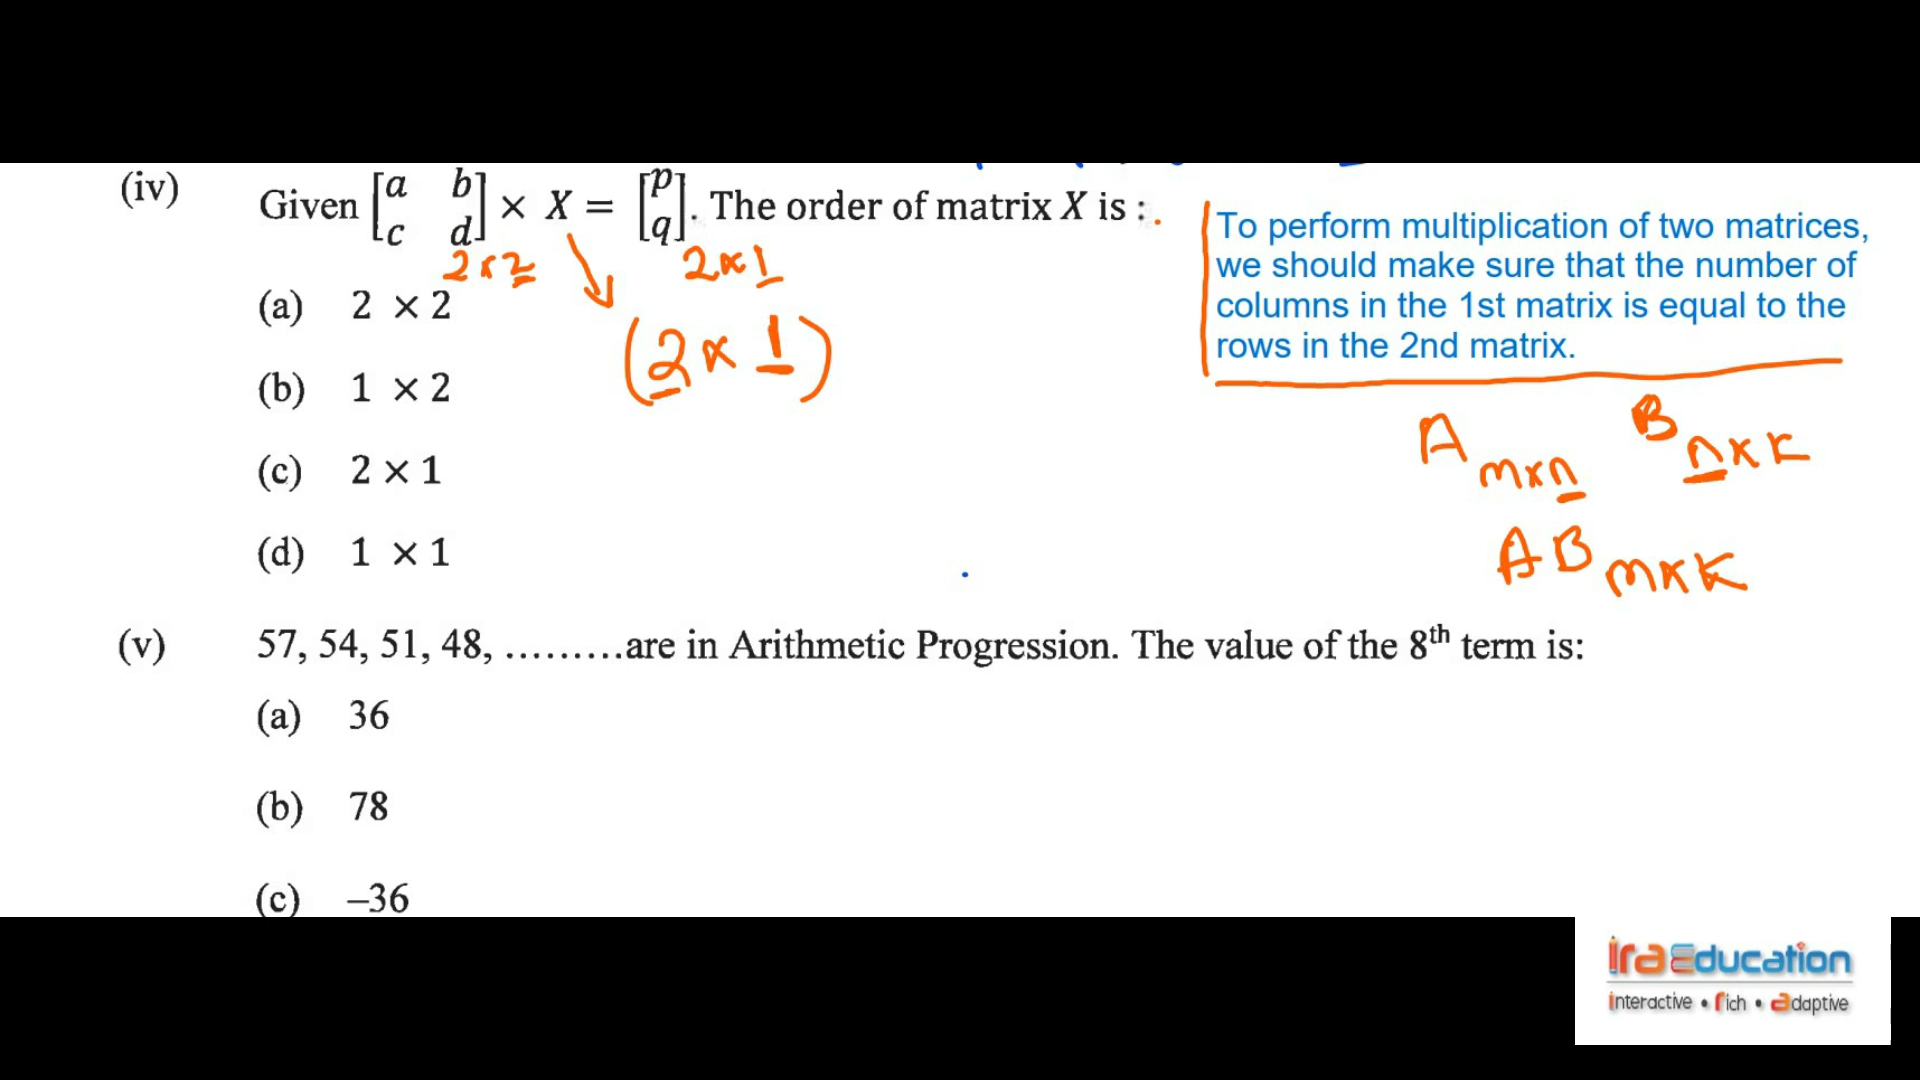 (iv) Given [a b c d] × X = [p q]. The order of matrix X is :
2×2 2×1
(a) 2 × 2
(2 × 1)
(b) 1 × 2
(c) 2 × 1
(d) 1 × 1
To perform multiplication of two matrices,
we should make sure that the number of
columns in the 1st matrix is equal to the
rows in the 2nd matrix.
A m×n B n×k
AB m×k
(v) 57, 54, 51, 48, .........are in Arithmetic Progression. The value of the 8th term is:
(a) 36
(b) 78
(c) –36
ira Education
interactive • rich • adaptive